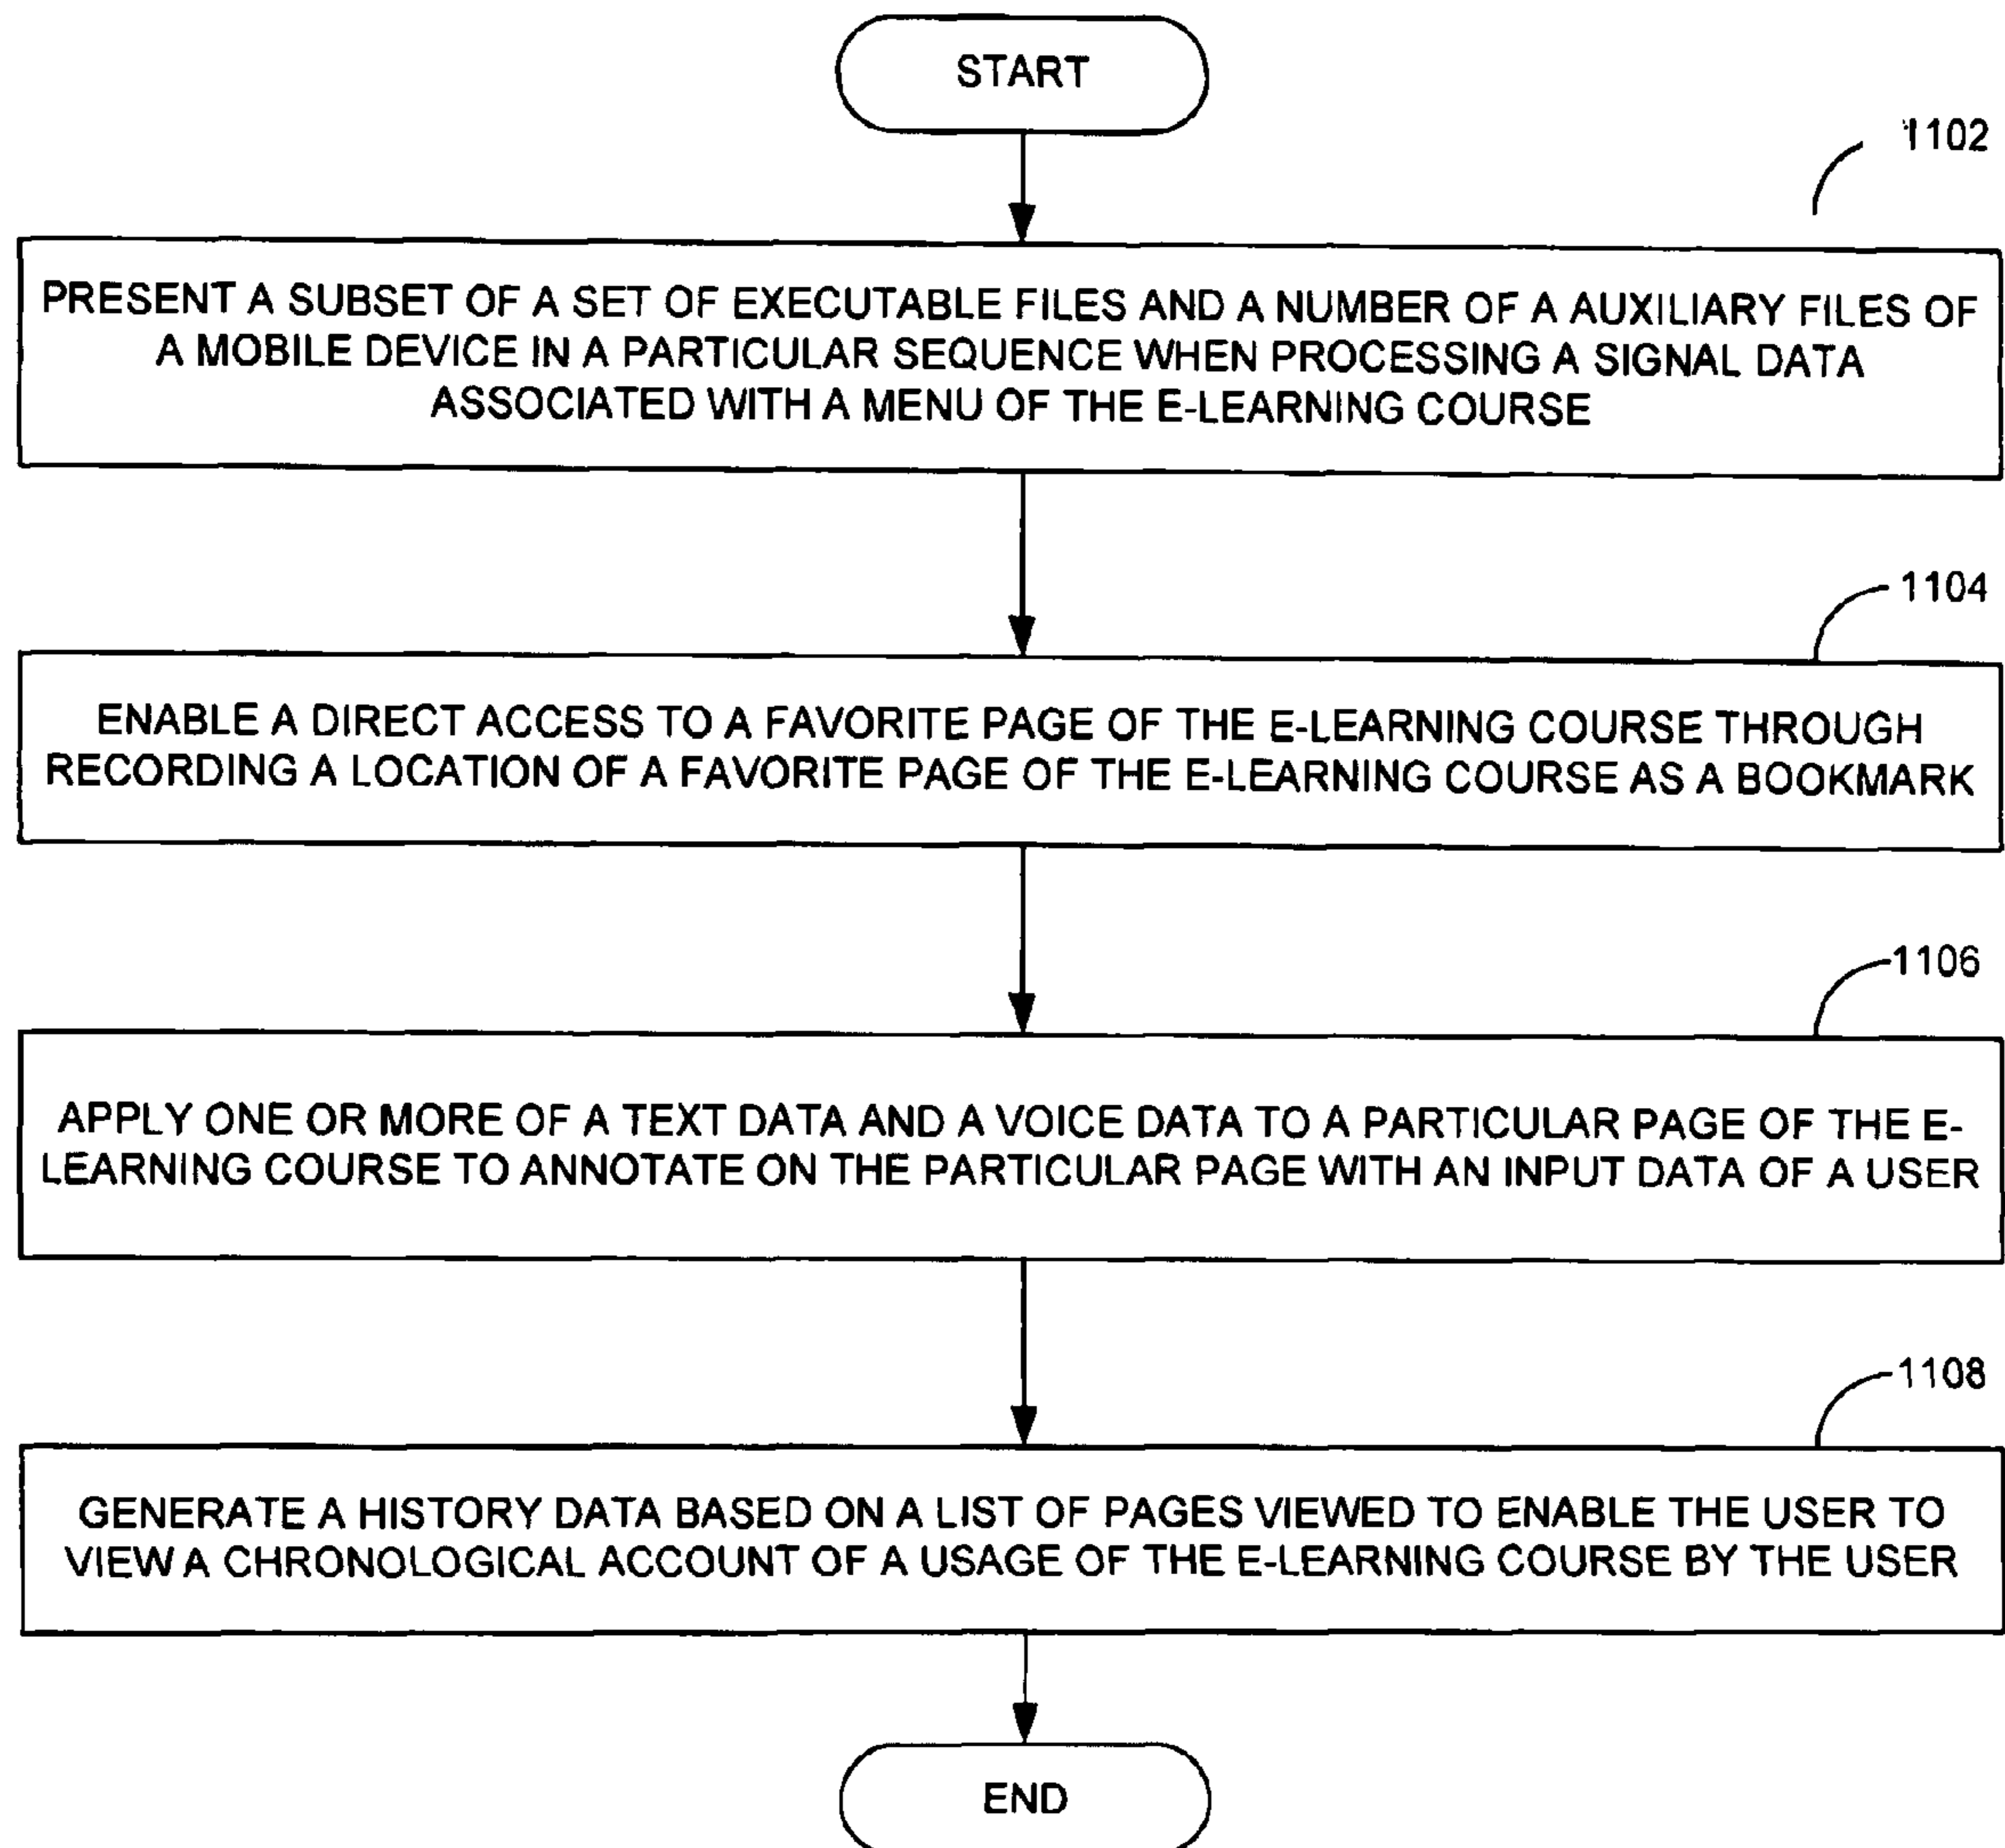 START
1102
PRESENT A SUBSET OF A SET OF EXECUTABLE FILES AND A NUMBER OF A AUXILIARY FILES OF
A MOBILE DEVICE IN A PARTICULAR SEQUENCE WHEN PROCESSING A SIGNAL DATA
ASSOCIATED WITH A MENU OF THE E-LEARNING COURSE
1104
ENABLE A DIRECT ACCESS TO A FAVORITE PAGE OF THE E-LEARNING COURSE THROUGH
RECORDING A LOCATION OF A FAVORITE PAGE OF THE E-LEARNING COURSE AS A BOOKMARK
1106
APPLY ONE OR MORE OF A TEXT DATA AND A VOICE DATA TO A PARTICULAR PAGE OF THE E-
LEARNING COURSE TO ANNOTATE ON THE PARTICULAR PAGE WITH AN INPUT DATA OF A USER
1108
GENERATE A HISTORY DATA BASED ON A LIST OF PAGES VIEWED TO ENABLE THE USER TO
VIEW A CHRONOLOGICAL ACCOUNT OF A USAGE OF THE E-LEARNING COURSE BY THE USER
END